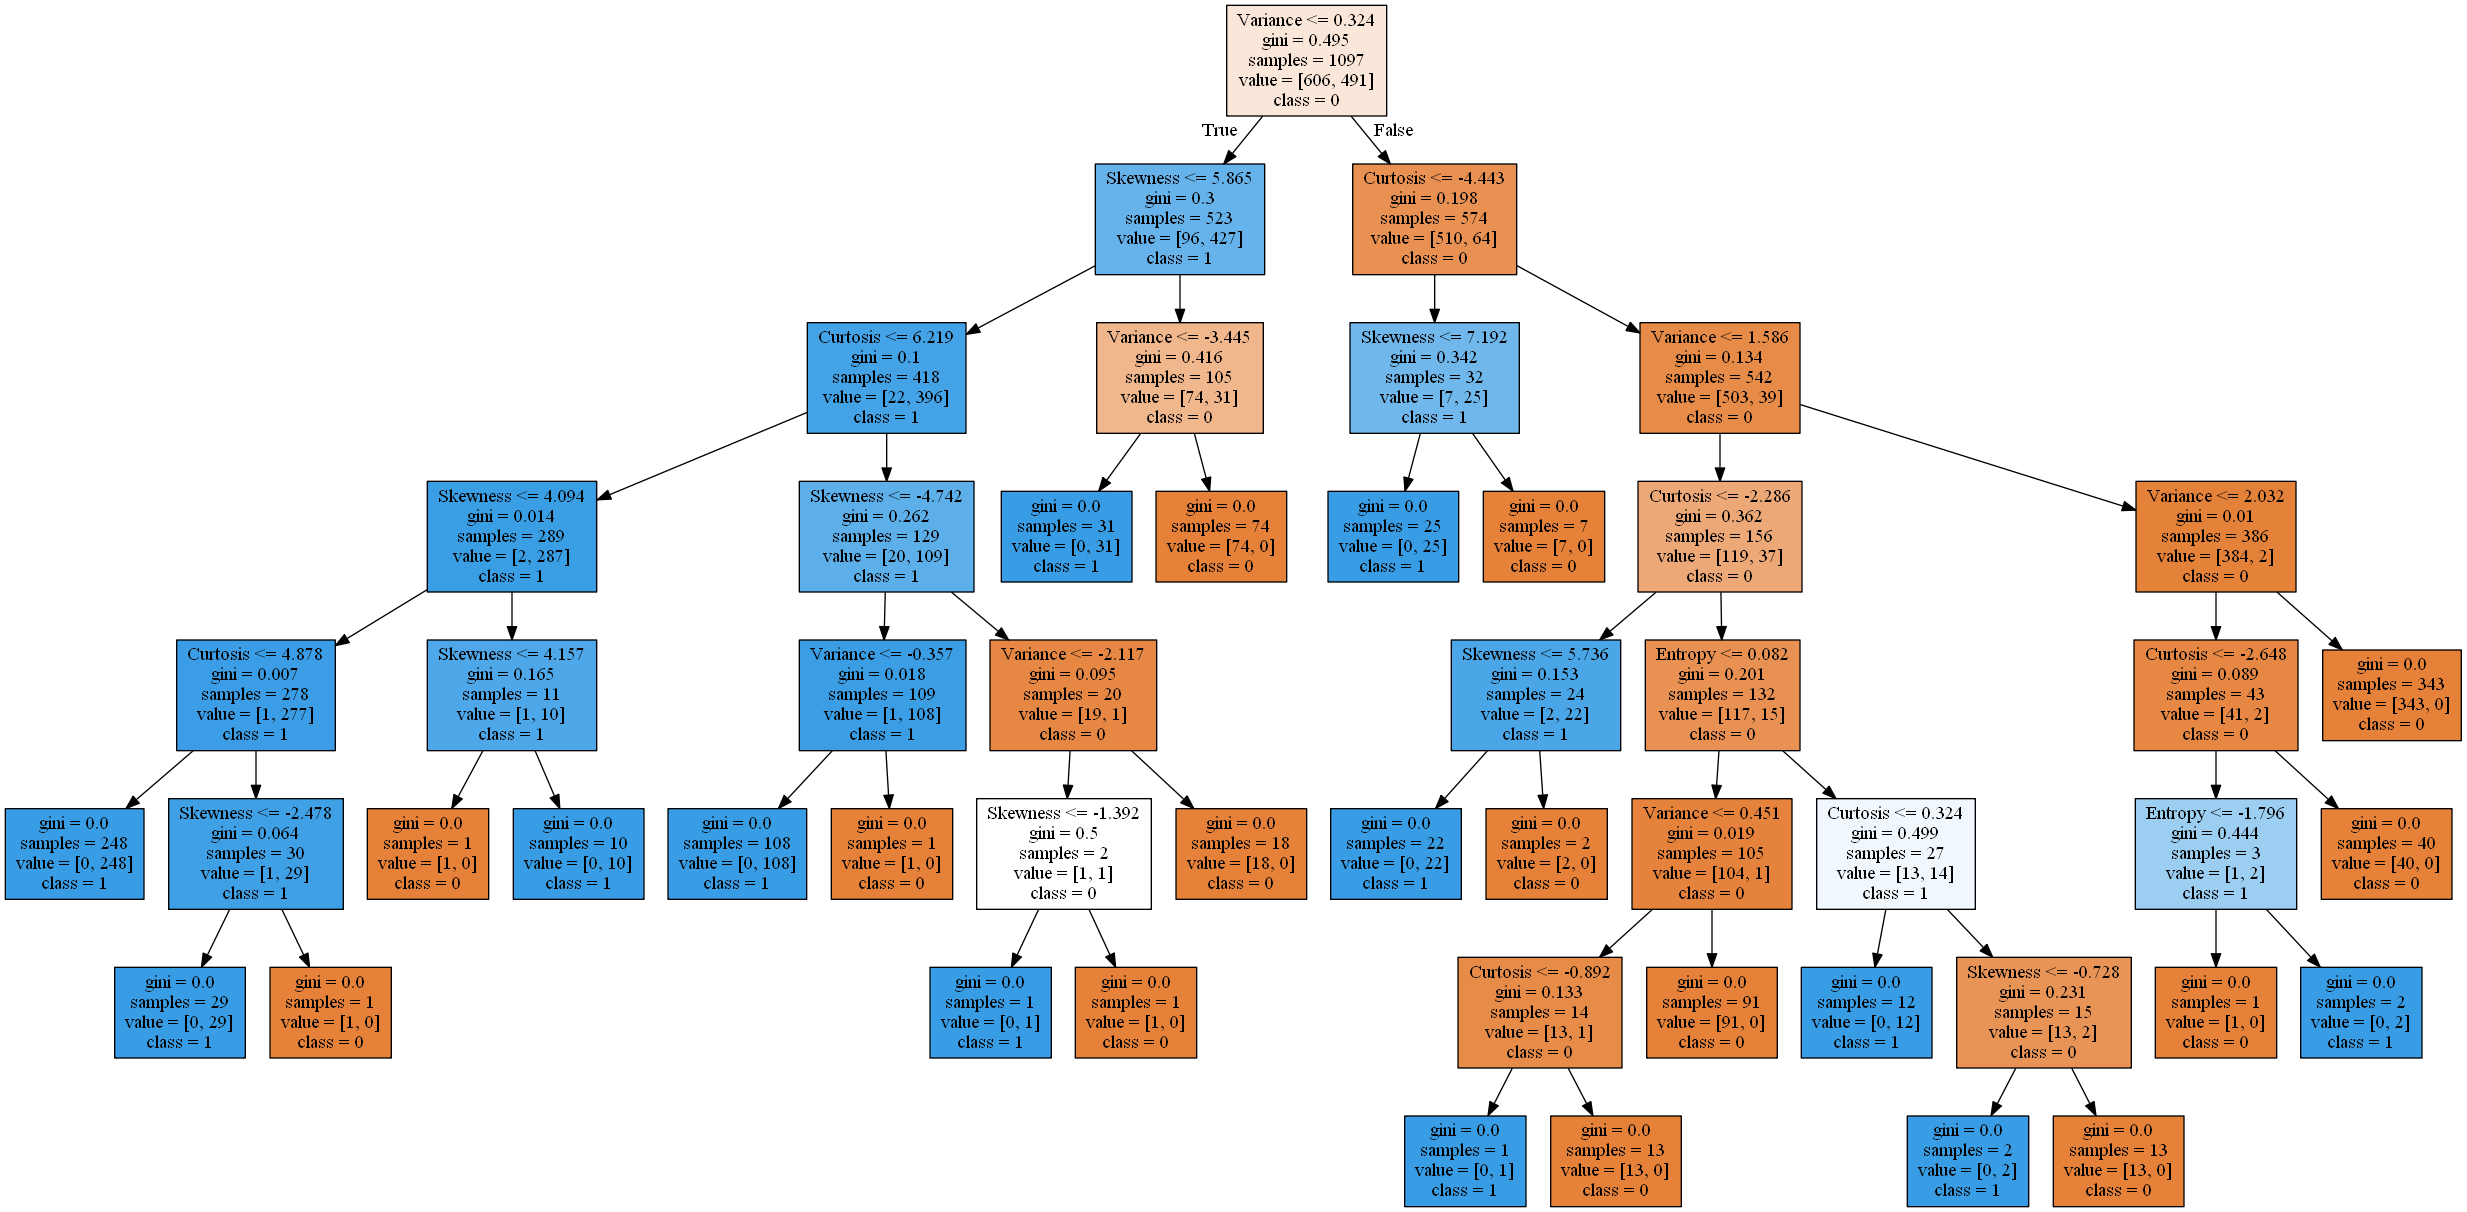 Variance <= 0.324
gini = 0.495
samples = 1097
value = [606, 491]
class = 0
True
False
Skewness <= 5.865
gini = 0.3
samples = 523
value = [96, 427]
class = 1
Curtosis <= -4.443
gini = 0.198
samples = 574
value = [510, 64]
class = 0
Curtosis <= 6.219
gini = 0.1
samples = 418
value = [22, 396]
class = 1
Variance <= -3.445
gini = 0.416
samples = 105
value = [74, 31]
class = 0
Skewness <= 7.192
gini = 0.342
samples = 32
value = [7, 25]
class = 1
Variance <= 1.586
gini = 0.134
samples = 542
value = [503, 39]
class = 0
Skewness <= 4.094
gini = 0.014
samples = 289
value = [2, 287]
class = 1
Skewness <= -4.742
gini = 0.262
samples = 129
value = [20, 109]
class = 1
gini = 0.0
samples = 31
value = [0, 31]
class = 1
gini = 0.0
samples = 74
value = [74, 0]
class = 0
gini = 0.0
samples = 25
value = [0, 25]
class = 1
gini = 0.0
samples = 7
value = [7, 0]
class = 0
Curtosis <= -2.286
gini = 0.362
samples = 156
value = [119, 37]
class = 0
Variance <= 2.032
gini = 0.01
samples = 386
value = [384, 2]
class = 0
Curtosis <= 4.878
gini = 0.007
samples = 278
value = [1, 277]
class = 1
Skewness <= 4.157
gini = 0.165
samples = 11
value = [1, 10]
class = 1
Variance <= -0.357
gini = 0.018
samples = 109
value = [1, 108]
class = 1
Variance <= -2.117
gini = 0.095
samples = 20
value = [19, 1]
class = 0
Skewness <= 5.736
gini = 0.153
samples = 24
value = [2, 22]
class = 1
Entropy <= 0.082
gini = 0.201
samples = 132
value = [117, 15]
class = 0
Curtosis <= -2.648
gini = 0.089
samples = 43
value = [41, 2]
class = 0
gini = 0.0
samples = 343
value = [343, 0]
class = 0
gini = 0.0
samples = 248
value = [0, 248]
class = 1
Skewness <= -2.478
gini = 0.064
samples = 30
value = [1, 29]
class = 1
gini = 0.0
samples = 1
value = [1, 0]
class = 0
gini = 0.0
samples = 10
value = [0, 10]
class = 1
gini = 0.0
samples = 108
value = [0, 108]
class = 1
gini = 0.0
samples = 1
value = [1, 0]
class = 0
Skewness <= -1.392
gini = 0.5
samples = 2
value = [1, 1]
class = 0
gini = 0.0
samples = 18
value = [18, 0]
class = 0
gini = 0.0
samples = 22
value = [0, 22]
class = 1
gini = 0.0
samples = 2
value = [2, 0]
class = 0
Variance <= 0.451
gini = 0.019
samples = 105
value = [104, 1]
class = 0
Curtosis <= 0.324
gini = 0.499
samples = 27
value = [13, 14]
class = 1
Entropy <= -1.796
gini = 0.444
samples = 3
value = [1, 2]
class = 1
gini = 0.0
samples = 40
value = [40, 0]
class = 0
gini = 0.0
samples = 29
value = [0, 29]
class = 1
gini = 0.0
samples = 1
value = [1, 0]
class = 0
gini = 0.0
samples = 1
value = [0, 1]
class = 1
gini = 0.0
samples = 1
value = [1, 0]
class = 0
Curtosis <= -0.892
gini = 0.133
samples = 14
value = [13, 1]
class = 0
gini = 0.0
samples = 91
value = [91, 0]
class = 0
gini = 0.0
samples = 12
value = [0, 12]
class = 1
Skewness <= -0.728
gini = 0.231
samples = 15
value = [13, 2]
class = 0
gini = 0.0
samples = 1
value = [1, 0]
class = 0
gini = 0.0
samples = 2
value = [0, 2]
class = 1
gini = 0.0
samples = 1
value = [0, 1]
class = 1
gini = 0.0
samples = 13
value = [13, 0]
class = 0
gini = 0.0
samples = 2
value = [0, 2]
class = 1
gini = 0.0
samples = 13
value = [13, 0]
class = 0